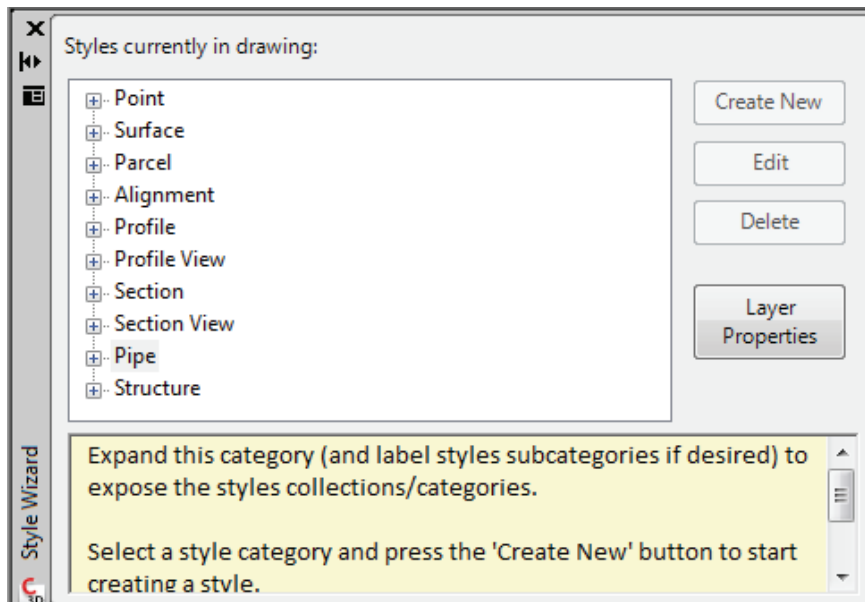 Styles currently in drawing:
Point
Surface
Parcel
Alignment
Profile
Profile View
Section
Section View
Pipe
Structure
Create New
Edit
Delete
Layer
Properties
Expand this category (and label styles subcategories if desired) to
expose the styles collections/categories.
Select a style category and press the 'Create New' button to start
creating a style.
Style Wizard
C
3D